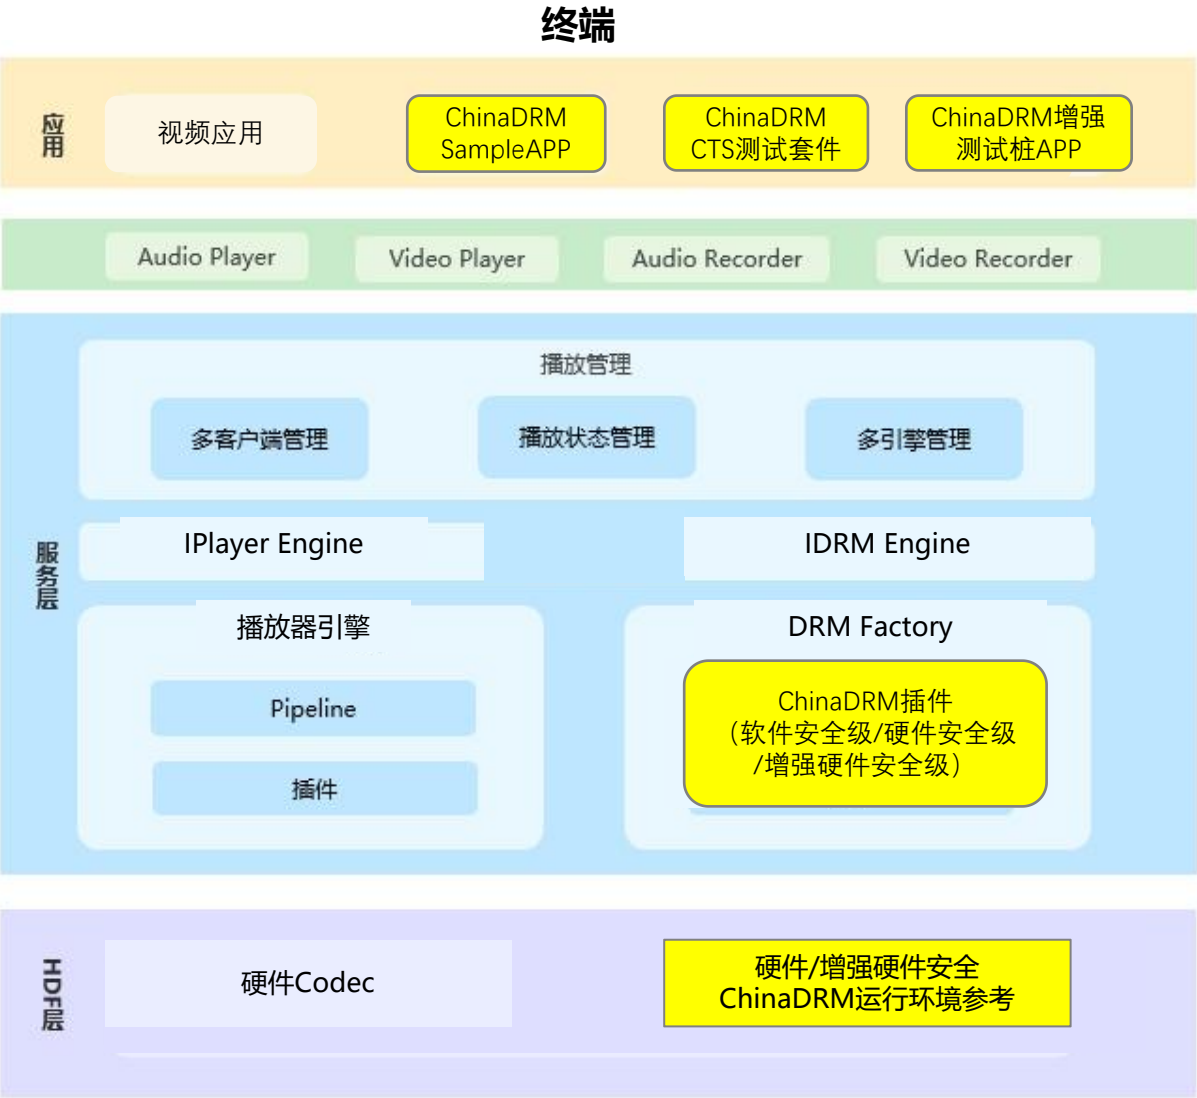 终端
应用
视频应用
ChinaDRM
SampleAPP
ChinaDRM
CTS测试套件
ChinaDRM增强
测试桩APP
Audio Player
Video Player
Audio Recorder
Video Recorder
服务层
播放管理
多客户端管理
播放状态管理
多引擎管理
IPlayer Engine
IDRM Engine
播放器引擎
Pipeline
插件
DRM Factory
ChinaDRM插件
（软件安全级/硬件安全级
/增强硬件安全级）
HDF层
硬件Codec
硬件/增强硬件安全
ChinaDRM运行环境参考